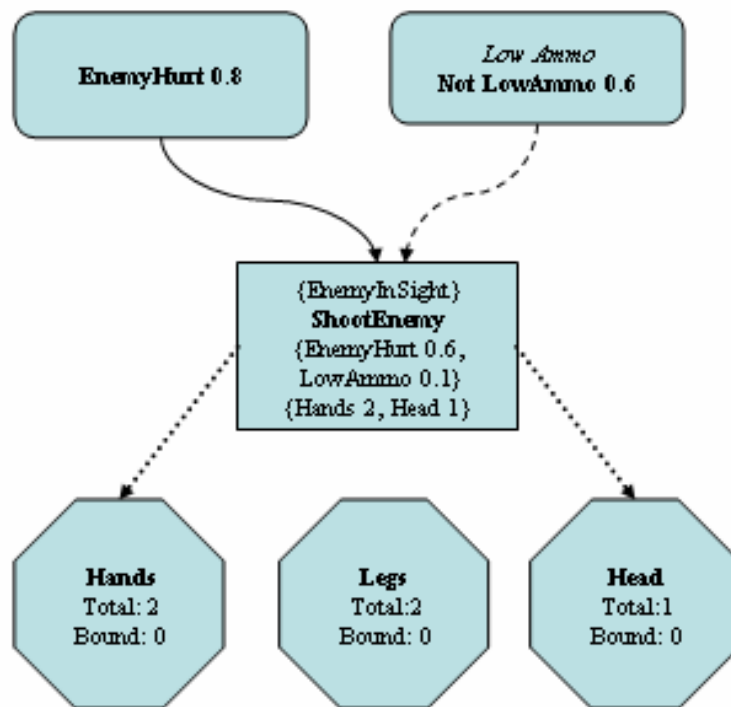 EnemyHurt 0.8
Low Ammo
Not LowAmmo 0.6
{EnemyInSight}
ShootEnemy
{EnemyHurt 0.6,
LowAmmo 0.1}
{Hands 2, Head 1}
Hands
Total: 2
Bound: 0
Legs
Total:2
Bound: 0
Head
Total:1
Bound: 0